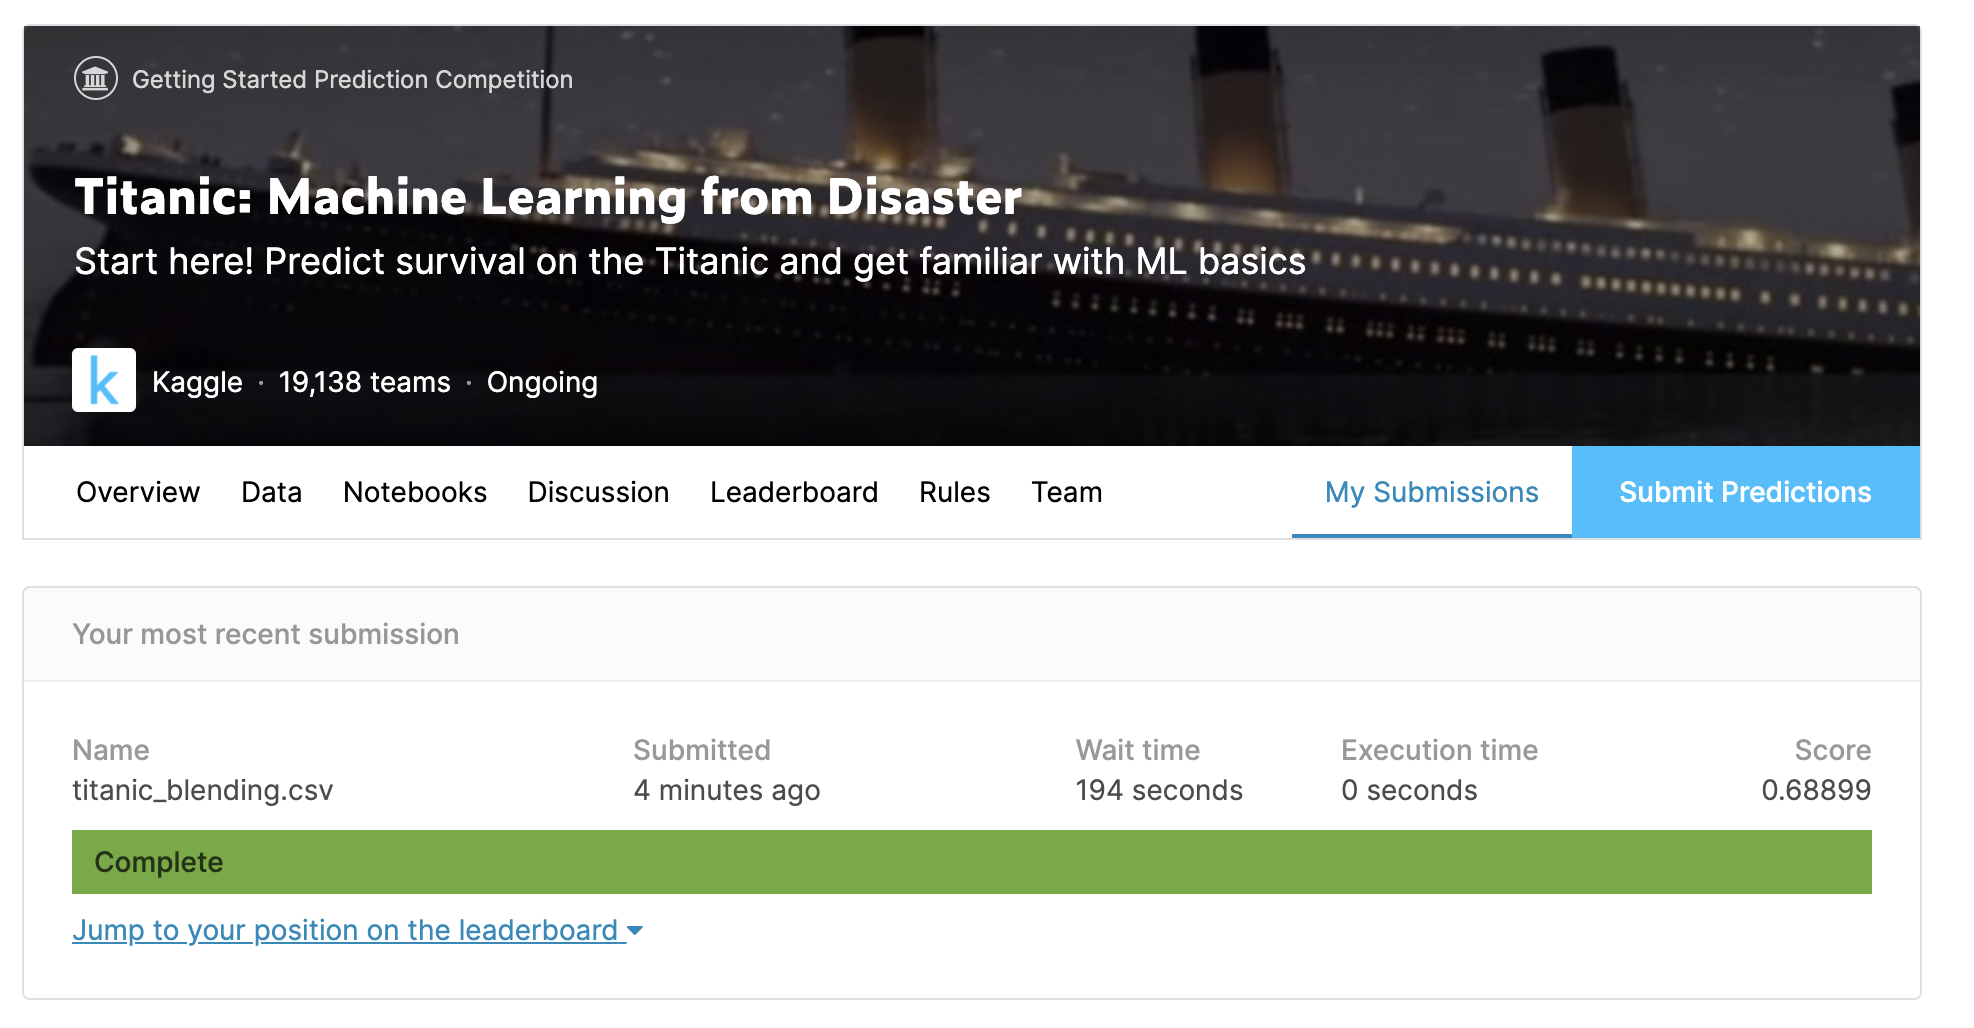 Getting Started Prediction Competition
Titanic: Machine Learning from Disaster
Start here! Predict survival on the Titanic and get familiar with ML basics
k
Kaggle · 19,138 teams · Ongoing
Overview Data Notebooks Discussion Leaderboard Rules Team My Submissions Submit Predictions
Your most recent submission
Name Submitted Wait time Execution time Score
titanic_blending.csv 4 minutes ago 194 seconds 0 seconds 0.68899
Complete
Jump to your position on the leaderboard